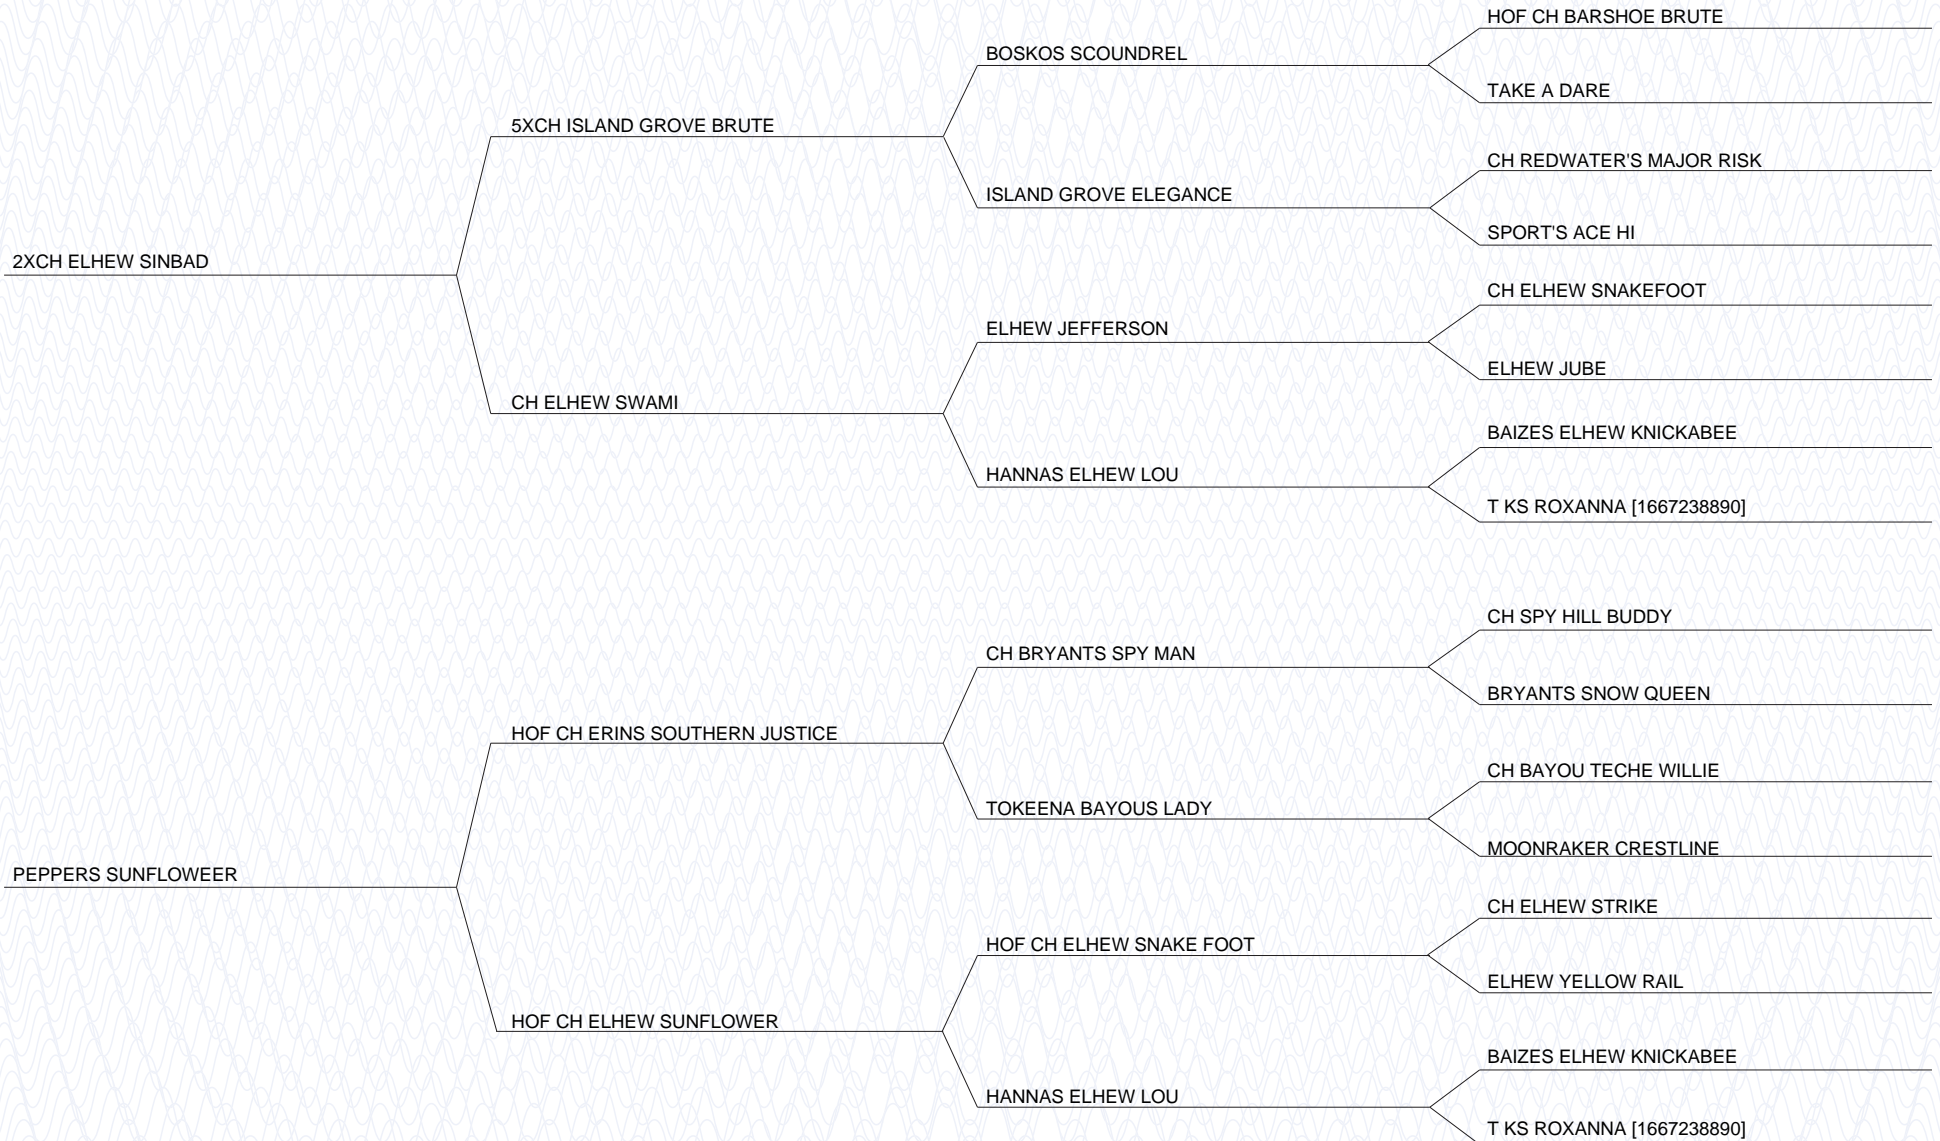 HOF CH BARSHOE BRUTE
BOSKOS SCOUNDREL
TAKE A DARE
5XCH ISLAND GROVE BRUTE
CH REDWATER'S MAJOR RISK
ISLAND GROVE ELEGANCE
SPORT'S ACE HI
2XCH ELHEW SINBAD
CH ELHEW SNAKEFOOT
ELHEW JEFFERSON
ELHEW JUBE
CH ELHEW SWAMI
BAIZES ELHEW KNICKABEE
HANNAS ELHEW LOU
T KS ROXANNA [1667238890]
CH SPY HILL BUDDY
CH BRYANTS SPY MAN
BRYANTS SNOW QUEEN
HOF CH ERINS SOUTHERN JUSTICE
CH BAYOU TECHE WILLIE
TOKEENA BAYOUS LADY
MOONRAKER CRESTLINE
PEPPERS SUNFLOWEER
CH ELHEW STRIKE
HOF CH ELHEW SNAKE FOOT
ELHEW YELLOW RAIL
HOF CH ELHEW SUNFLOWER
BAIZES ELHEW KNICKABEE
HANNAS ELHEW LOU
T KS ROXANNA [1667238890]